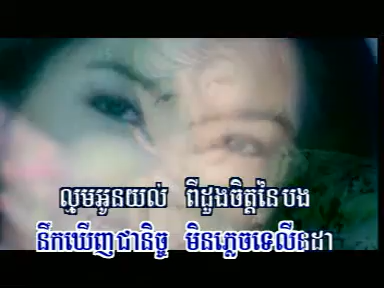 ល្មមអូនយល់ ពីដួងចិត្តនៃបង
នឹកឃើញជានិច្ច មិនភ្លេចទេលីនដា